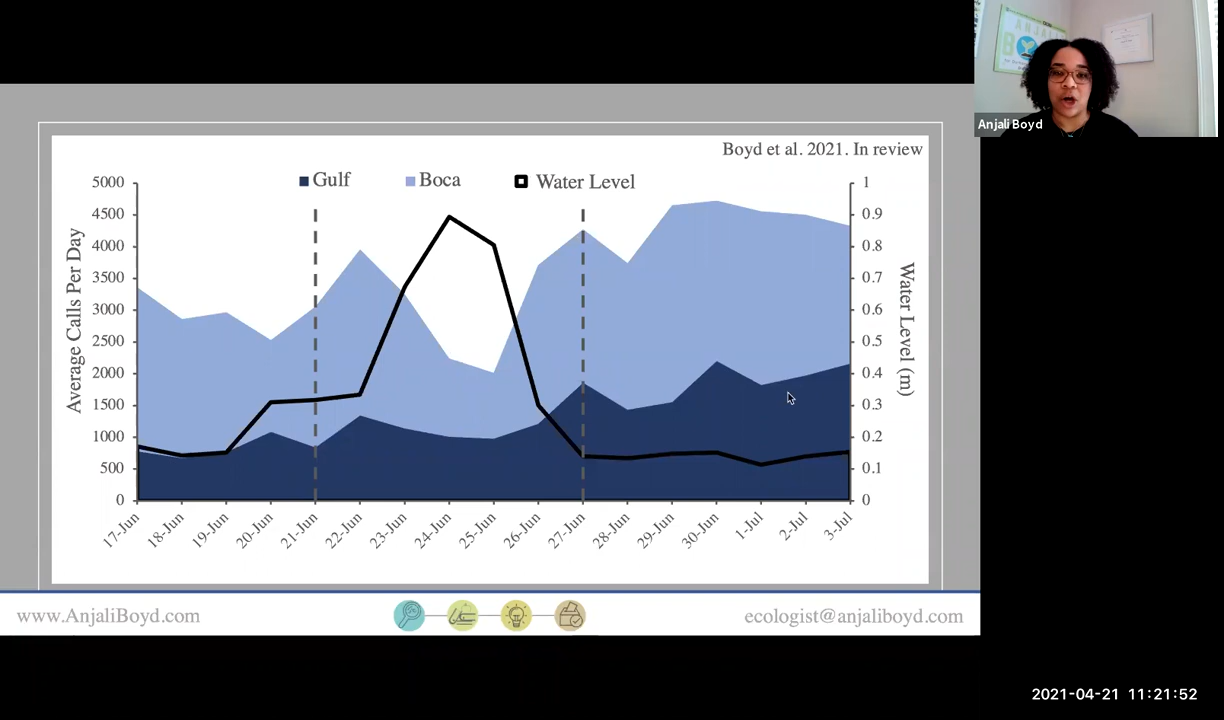 Anjali Boyd
Boyd et al. 2021. In review
Gulf
Boca
Water Level
Average Calls Per Day
5000
4500
4000
3500
3000
2500
2000
1500
1000
500
0
1
0.9
0.8
0.7
0.6
0.5
0.4
0.3
0.2
0.1
0
Water Level (m)
17-Jun
18-Jun
19-Jun
20-Jun
21-Jun
22-Jun
23-Jun
24-Jun
25-Jun
26-Jun
27-Jun
28-Jun
29-Jun
30-Jun
1-Jul
2-Jul
3-Jul
www.AnjaliBoyd.com
ecologist@anjaliboyd.com
2021-04-21 11:21:52